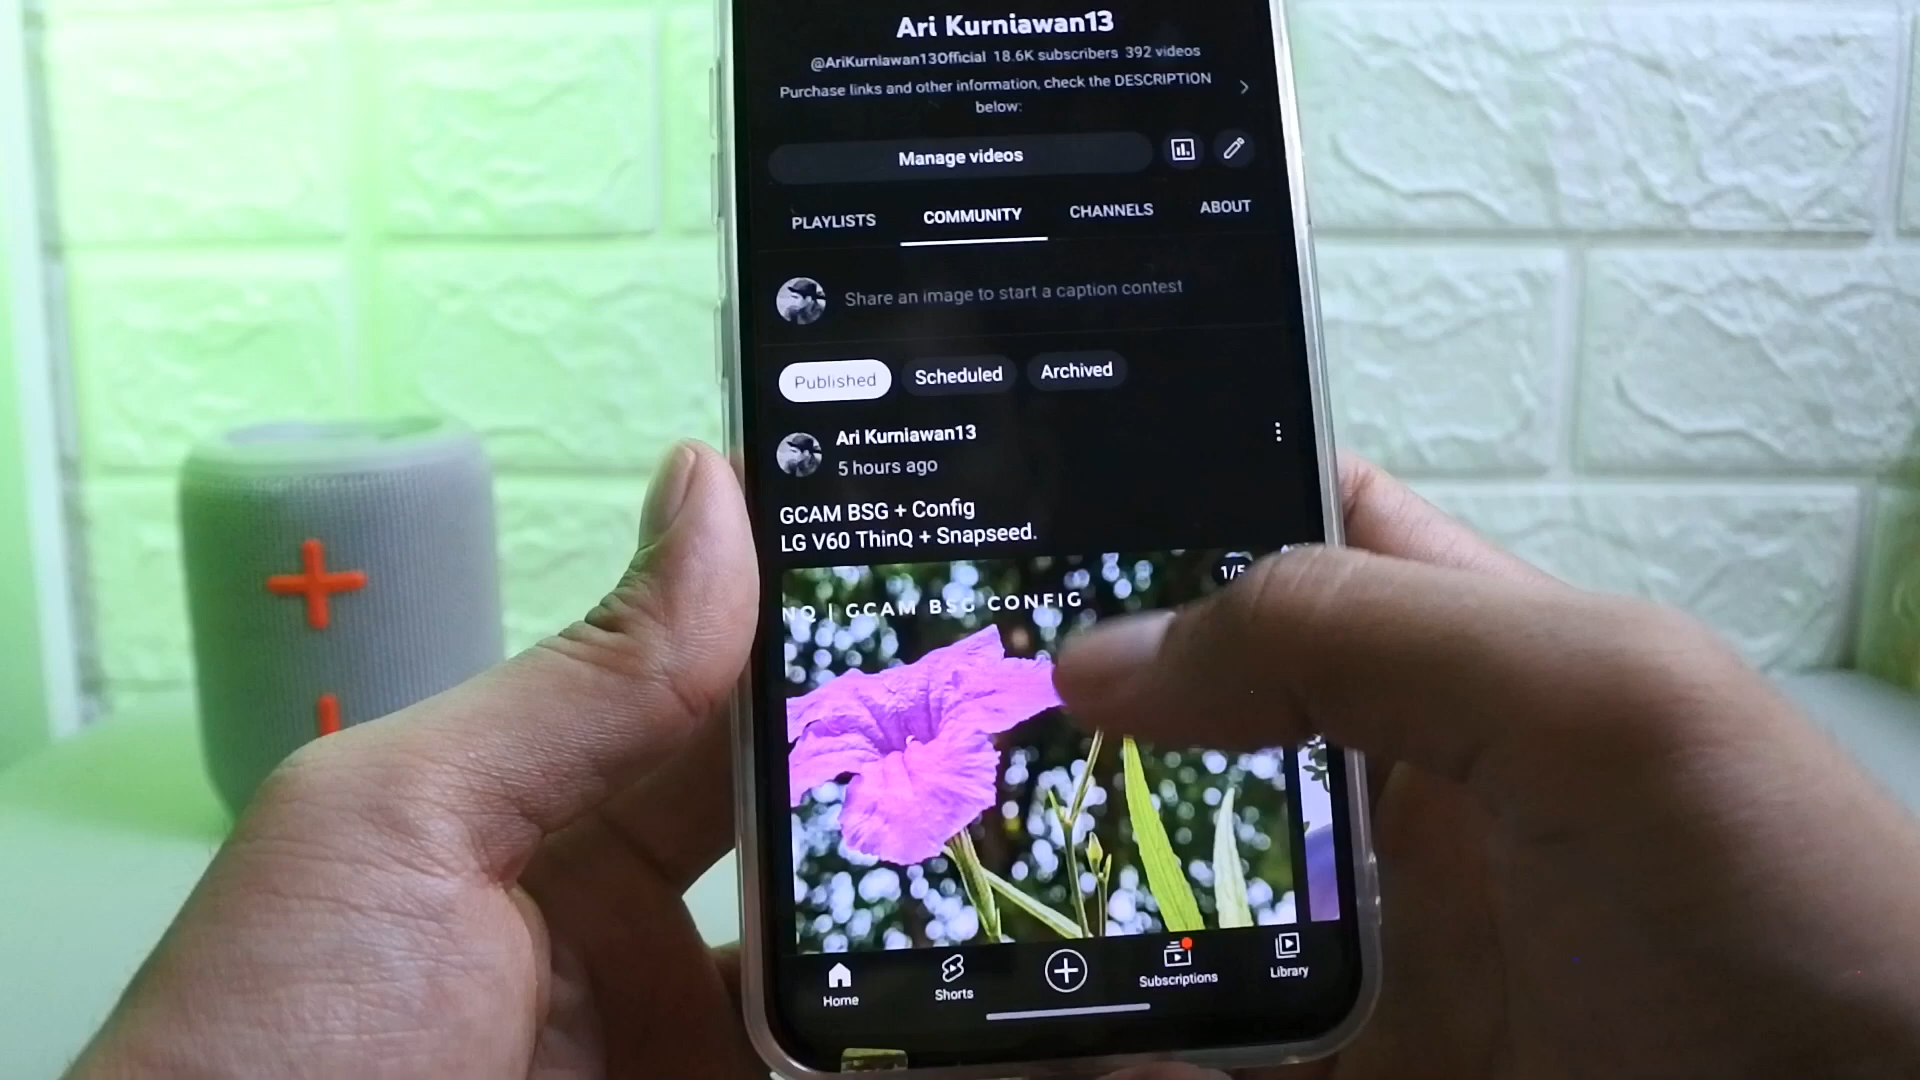 Ari Kurniawan13
@AriKurniawan13Official 18.6K subscribers 392 videos
Purchase links and other information, check the DESCRIPTION
below:
Manage videos
PLAYLISTS COMMUNITY CHANNELS ABOUT
Share an image to start a caption contest
Published Scheduled Archived
Ari Kurniawan13
5 hours ago
GCAM BSG + Config
LG V60 ThinQ + Snapseed.
1/5
NQ | GCAM BSG CONFIG
Home Shorts Subscriptions Library